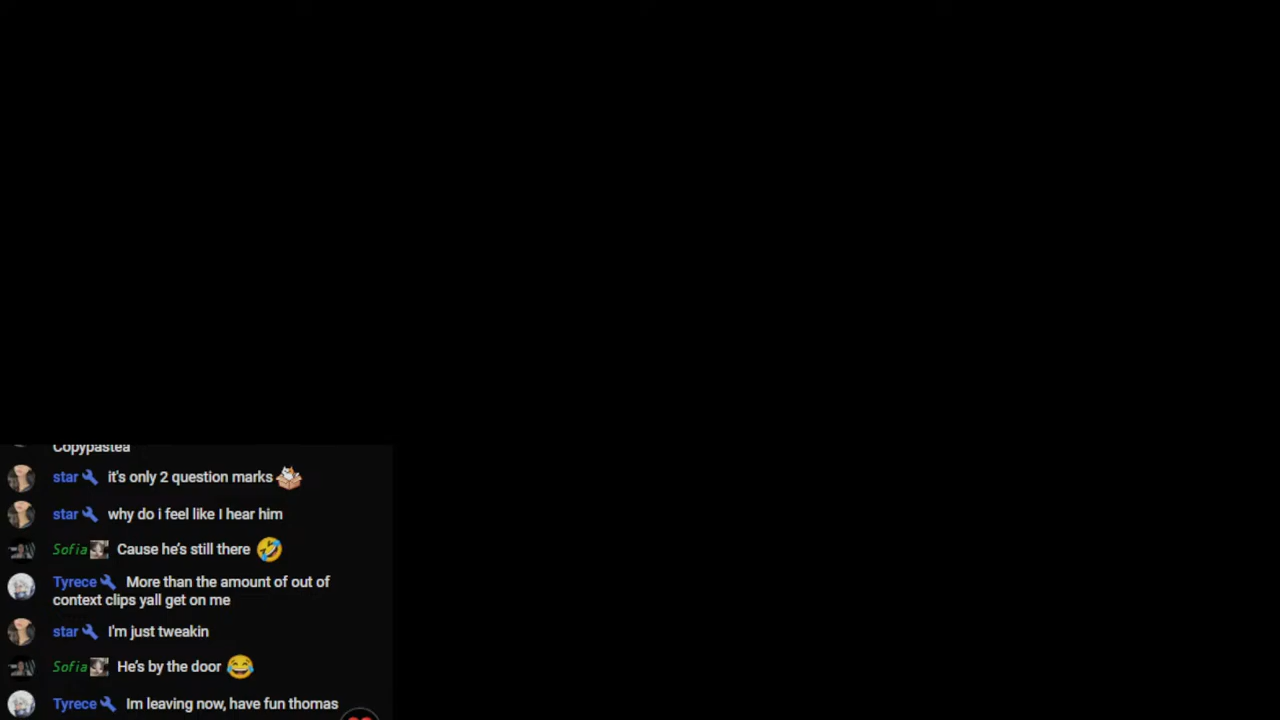 Copypastea
star it's only 2 question marks
star why do i feel like I hear him
Sofia Cause he's still there
Tyrece More than the amount of out of
context clips yall get on me
star I'm just tweakin
Sofia He's by the door
Tyrece Im leaving now, have fun thomas